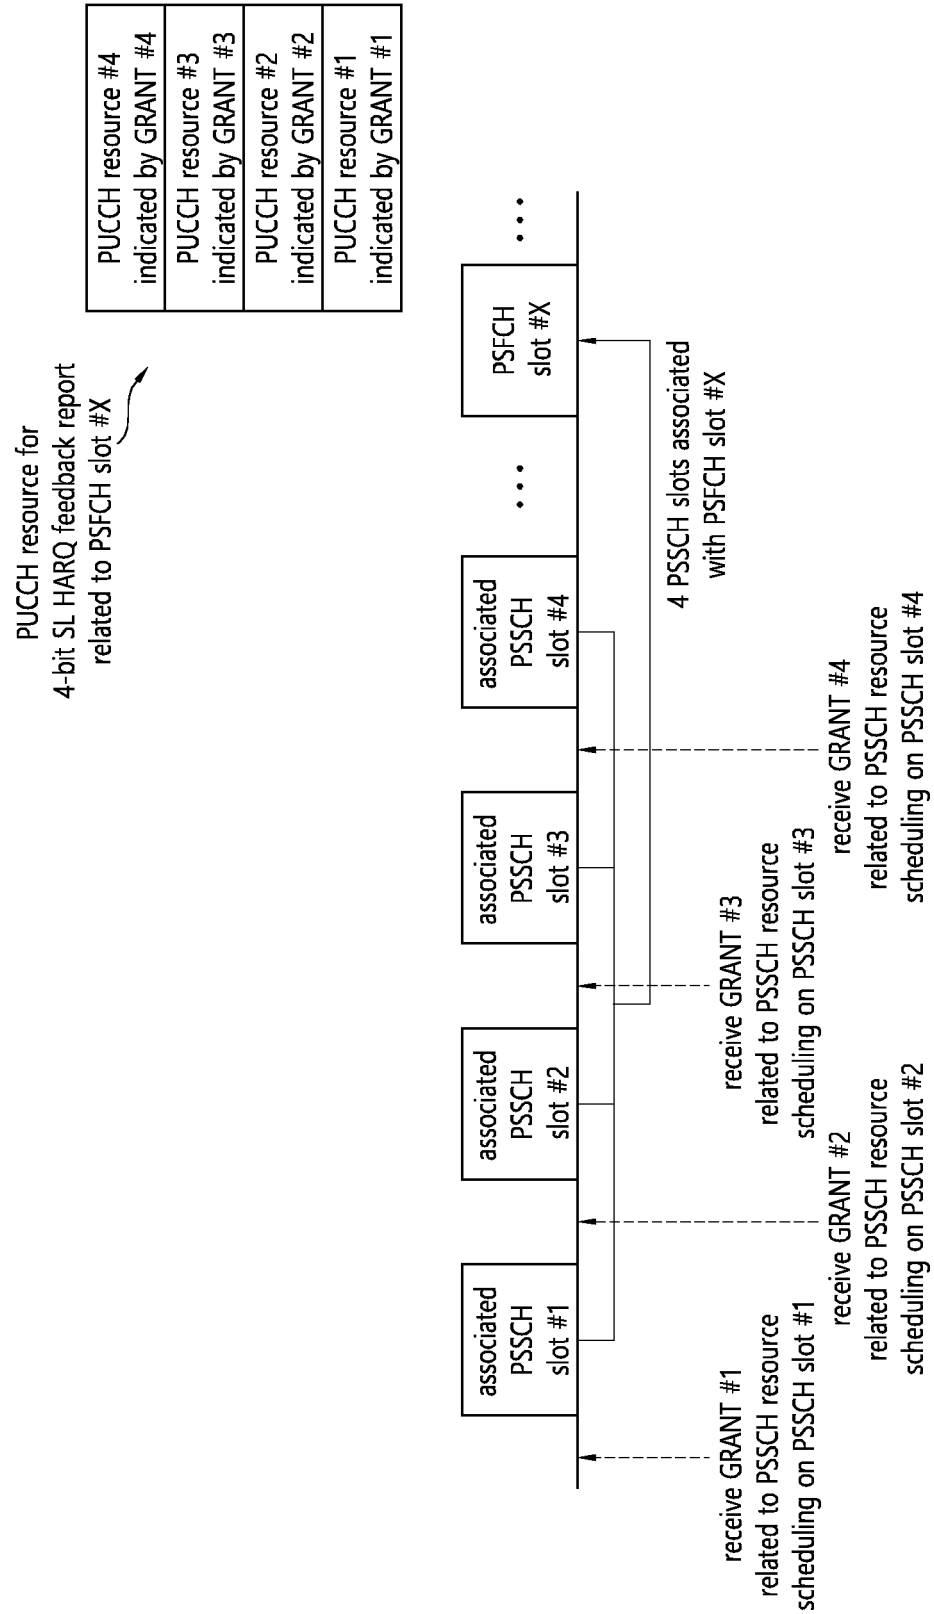 PUCCH resource for
4-bit SL HARQ feedback report
related to PSFCH slot #X
PUCCH resource #4
indicated by GRANT #4
PUCCH resource #3
indicated by GRANT #3
PUCCH resource #2
indicated by GRANT #2
PUCCH resource #1
indicated by GRANT #1
associated
PSSCH
slot #1
associated
PSSCH
slot #2
associated
PSSCH
slot #3
associated
PSSCH
slot #4
...
PSFCH
slot #X
...
4 PSSCH slots associated
with PSFCH slot #X
receive GRANT #1
related to PSSCH resource
scheduling on PSSCH slot #1
receive GRANT #2
related to PSSCH resource
scheduling on PSSCH slot #2
receive GRANT #3
related to PSSCH resource
scheduling on PSSCH slot #3
receive GRANT #4
related to PSSCH resource
scheduling on PSSCH slot #4